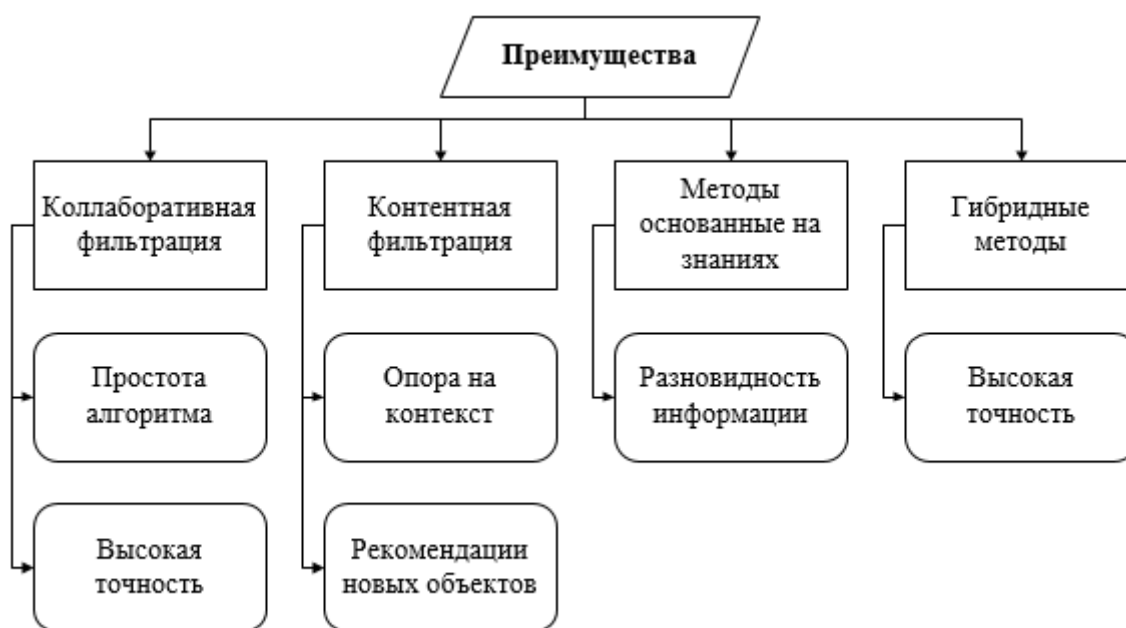 Преимущества
Коллаборативная
фильтрация
Контентная
фильтрация
Методы
основанные на
знаниях
Гибридные
методы
Простота
алгоритма
Опора на
контекст
Разновидность
информации
Высокая
точность
Высокая
точность
Рекомендации
новых объектов